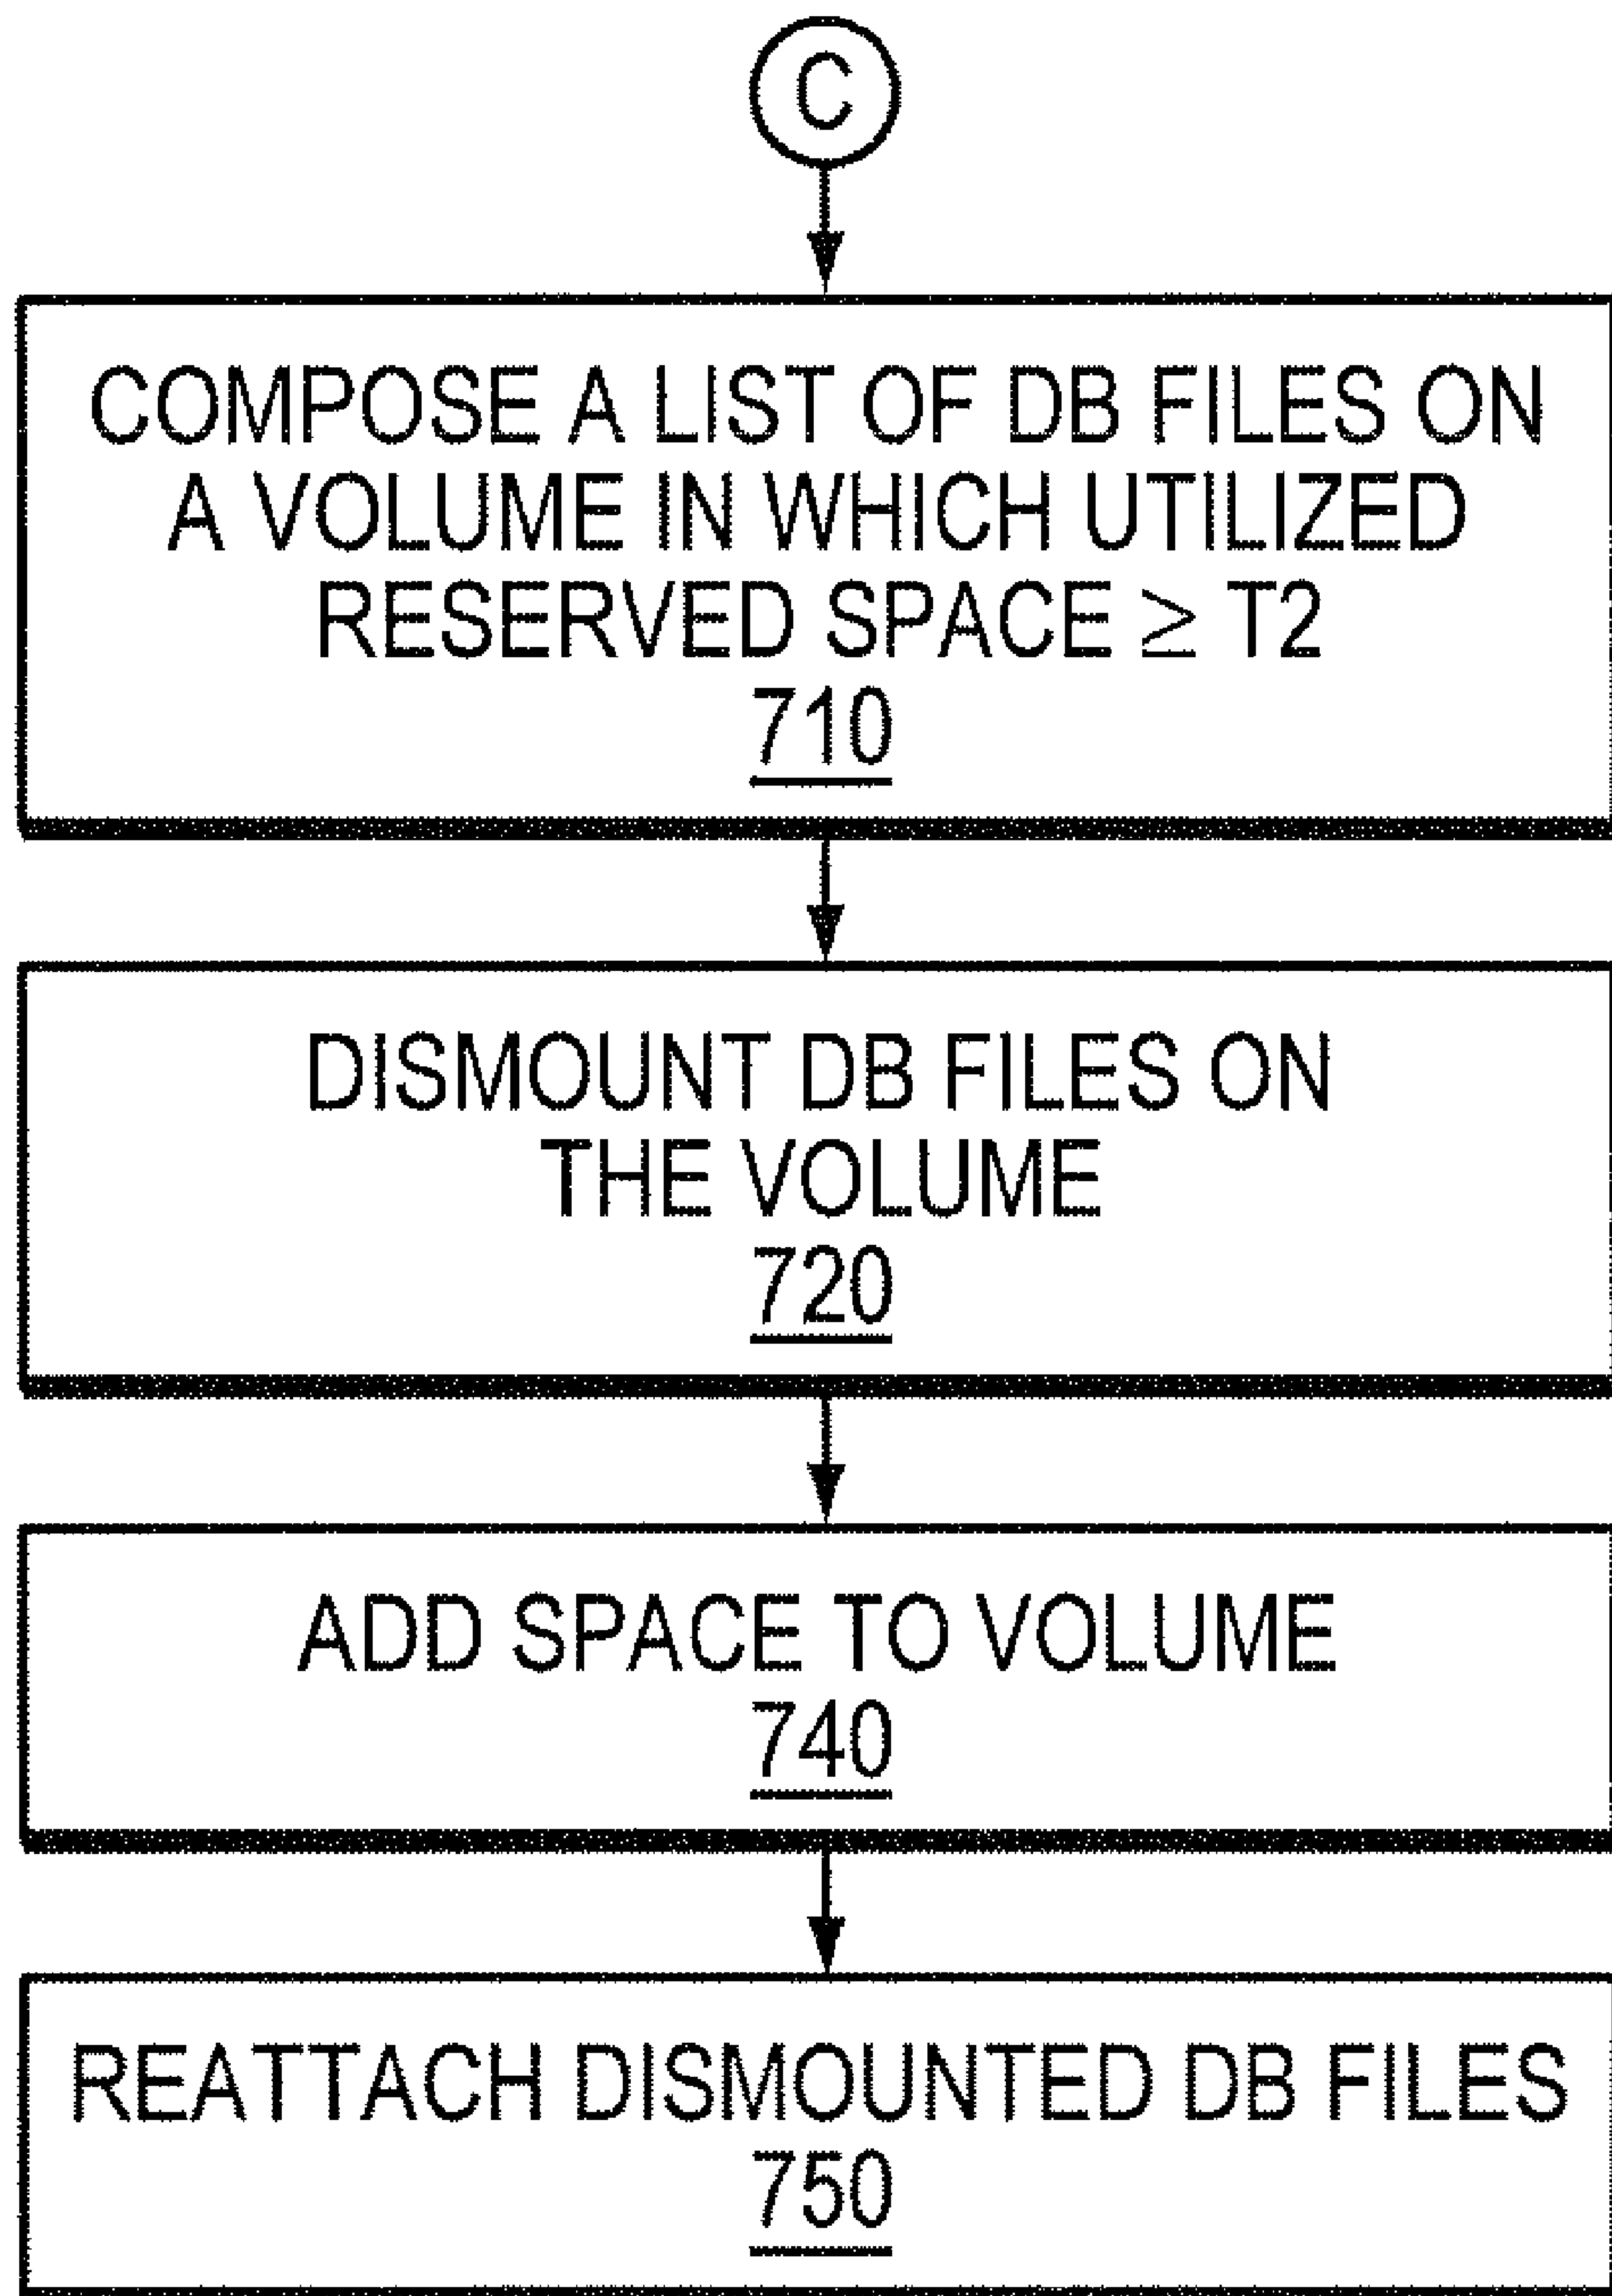 C
COMPOSE A LIST OF DB FILES ON
A VOLUME IN WHICH UTILIZED
RESERVED SPACE ≥ T2
710
DISMOUNT DB FILES ON
THE VOLUME
720
ADD SPACE TO VOLUME
740
REATTACH DISMOUNTED DB FILES
750